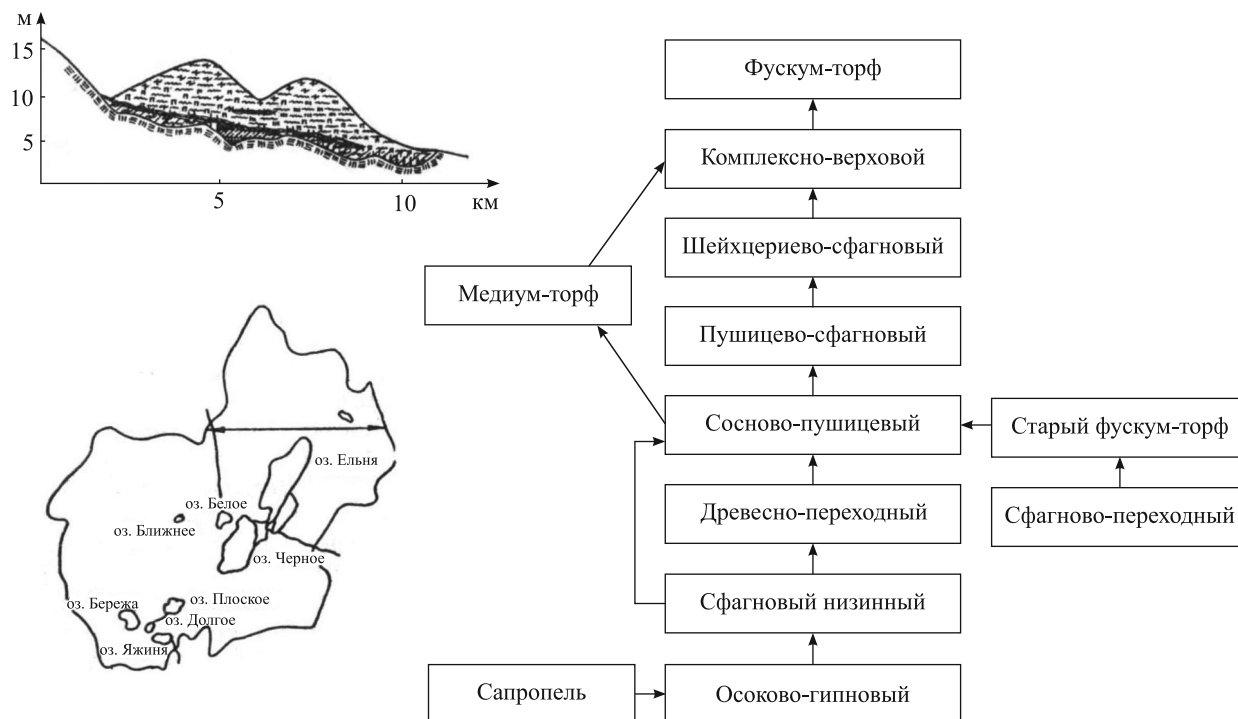 м
15
10
5
5
10
км
оз. Ельня
оз. Белое
оз. Ближнее
оз. Черное
оз. Плоское
оз. Бережа
оз. Долгое
оз. Яжиня
Фускум-торф
Комплексно-верховой
Шейхцериево-сфагновый
Медиум-торф
Пушицево-сфагновый
Сосново-пушицевый
Старый фускум-торф
Древесно-переходный
Сфагново-переходный
Сфагновый низинный
Сапропель
Осоково-гипновый